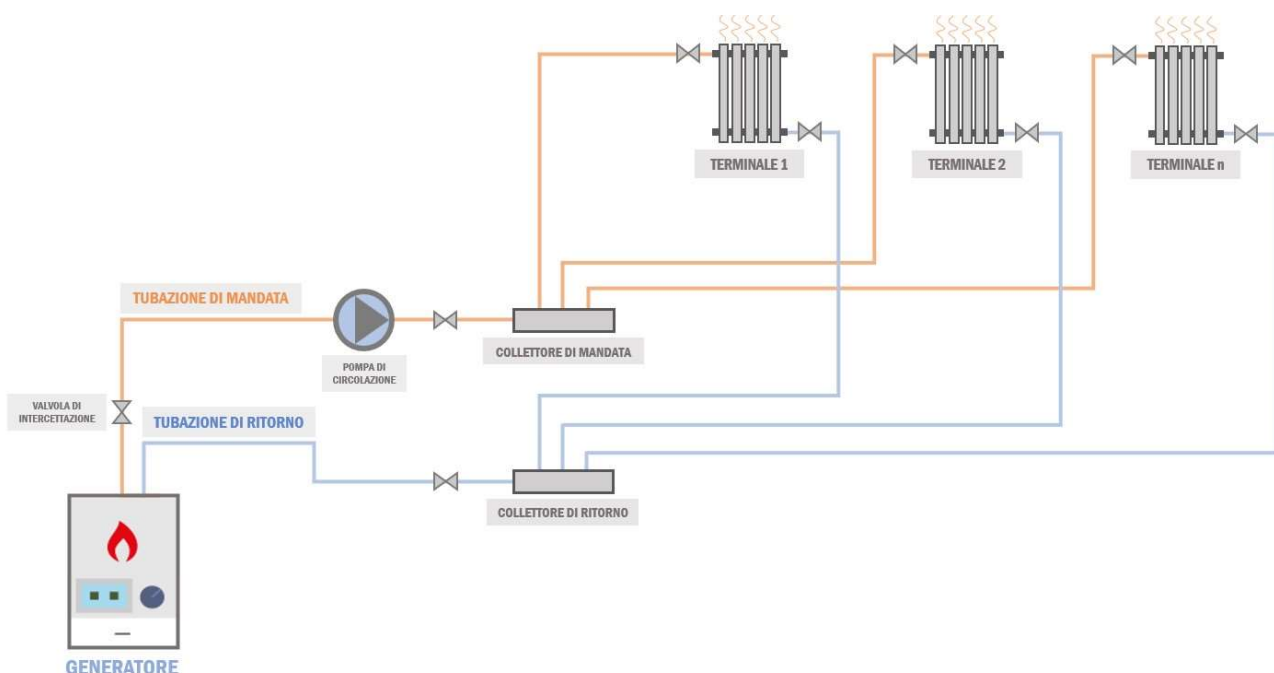 TERMINALE 1
TERMINALE 2
TERMINALE n
TUBAZIONE DI MANDATA
COLLETTORE DI MANDATA
POMPA DI
CIRCOLAZIONE
VALVOLA DI
INTERCETTAZIONE
TUBAZIONE DI RITORNO
COLLETTORE DI RITORNO
GENERATORE